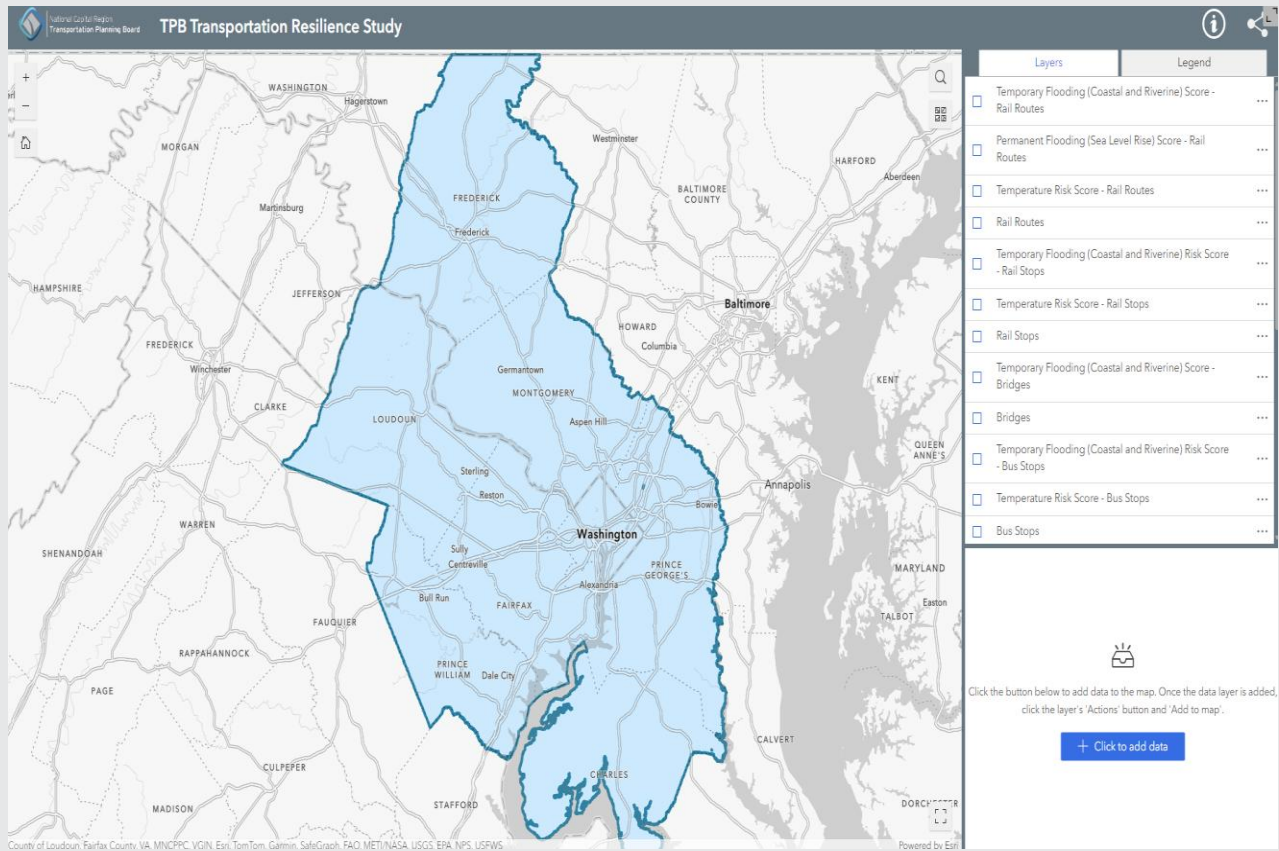 National Capital Region
Transportation Planning Board
TPB Transportation Resilience Study
WASHINGTON
Hagerstown
Westminster
MORGAN
HARFORD
Aberdeen
BALTIMORE
COUNTY
FREDERICK
Martinsburg
Frederick
HAMPSHIRE
JEFFERSON
Baltimore
HOWARD
Columbia
FREDERICK
Winchester
Germantown
KENT
MONTGOMERY
CLARKE
LOUDOUN
Aspen Hill
QUEEN
ANNE'S
Sterling
Reston
Annapolis
Bowie
WARREN
Washington
SHENANDOAH
Sully
Centreville
PRINCE
GEORGE'S
MARYLAND
Alexandria
Bull Run
FAIRFAX
Easton
TALBOT
FAUQUIER
RAPPAHANNOCK
PRINCE
WILLIAM
Dale City
PAGE
CALVERT
CULPEPER
CHARLES
STAFFORD
MADISON
County of Loudoun, Fairfax County, VA, MNCPPC, VGIN, Esri, TomTom, Garmin, SafeGraph, FAO, METI/NASA, USGS, EPA, NPS, USFWS
Powered by Esri
Layers
Legend
Temporary Flooding (Coastal and Riverine) Score -
Rail Routes
Permanent Flooding (Sea Level Rise) Score - Rail
Routes
Temperature Risk Score - Rail Routes
Rail Routes
Temporary Flooding (Coastal and Riverine) Risk Score
- Rail Stops
Temperature Risk Score - Rail Stops
Rail Stops
Temporary Flooding (Coastal and Riverine) Score -
Bridges
Bridges
Temporary Flooding (Coastal and Riverine) Risk Score
- Bus Stops
Temperature Risk Score - Bus Stops
Bus Stops
Click the button below to add data to the map. Once the data layer is added,
click the layer's 'Actions' button and 'Add to map'.
+ Click to add data